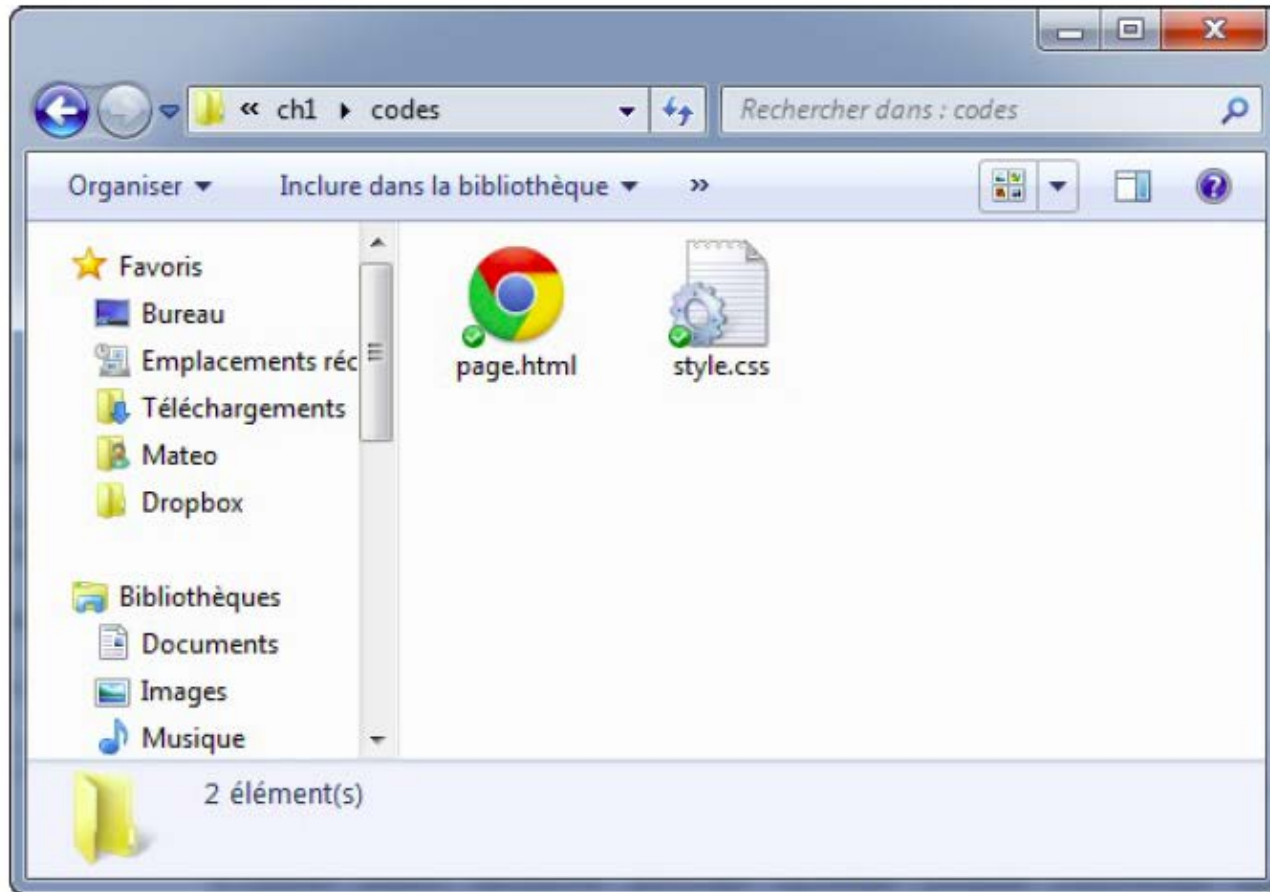 « ch1 ▸ codes
Rechercher dans : codes
Organiser Inclure dans la bibliothèque »
Favoris
Bureau
Emplacements réc
Téléchargements
Mateo
Dropbox
Bibliothèques
Documents
Images
Musique
page.html style.css
2 élément(s)